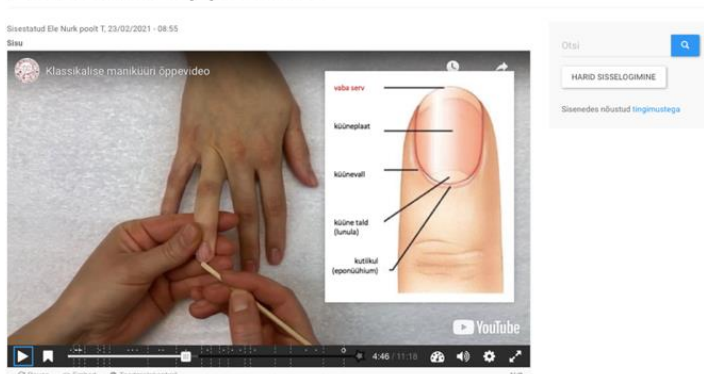 Sisestatud Ele Nurk poolt T, 23/02/2021 - 08:55
Sisu
Klassikalise maniküüri õppevideo
vaba serv
küüneplaat
küünevall
küüne tald
(lunula)
kutiikul
(eponüühium)
YouTube
4:46 / 11:18
Otsi
HARID SISSELOGIMINE
Sisenedes nõustud tingimustega